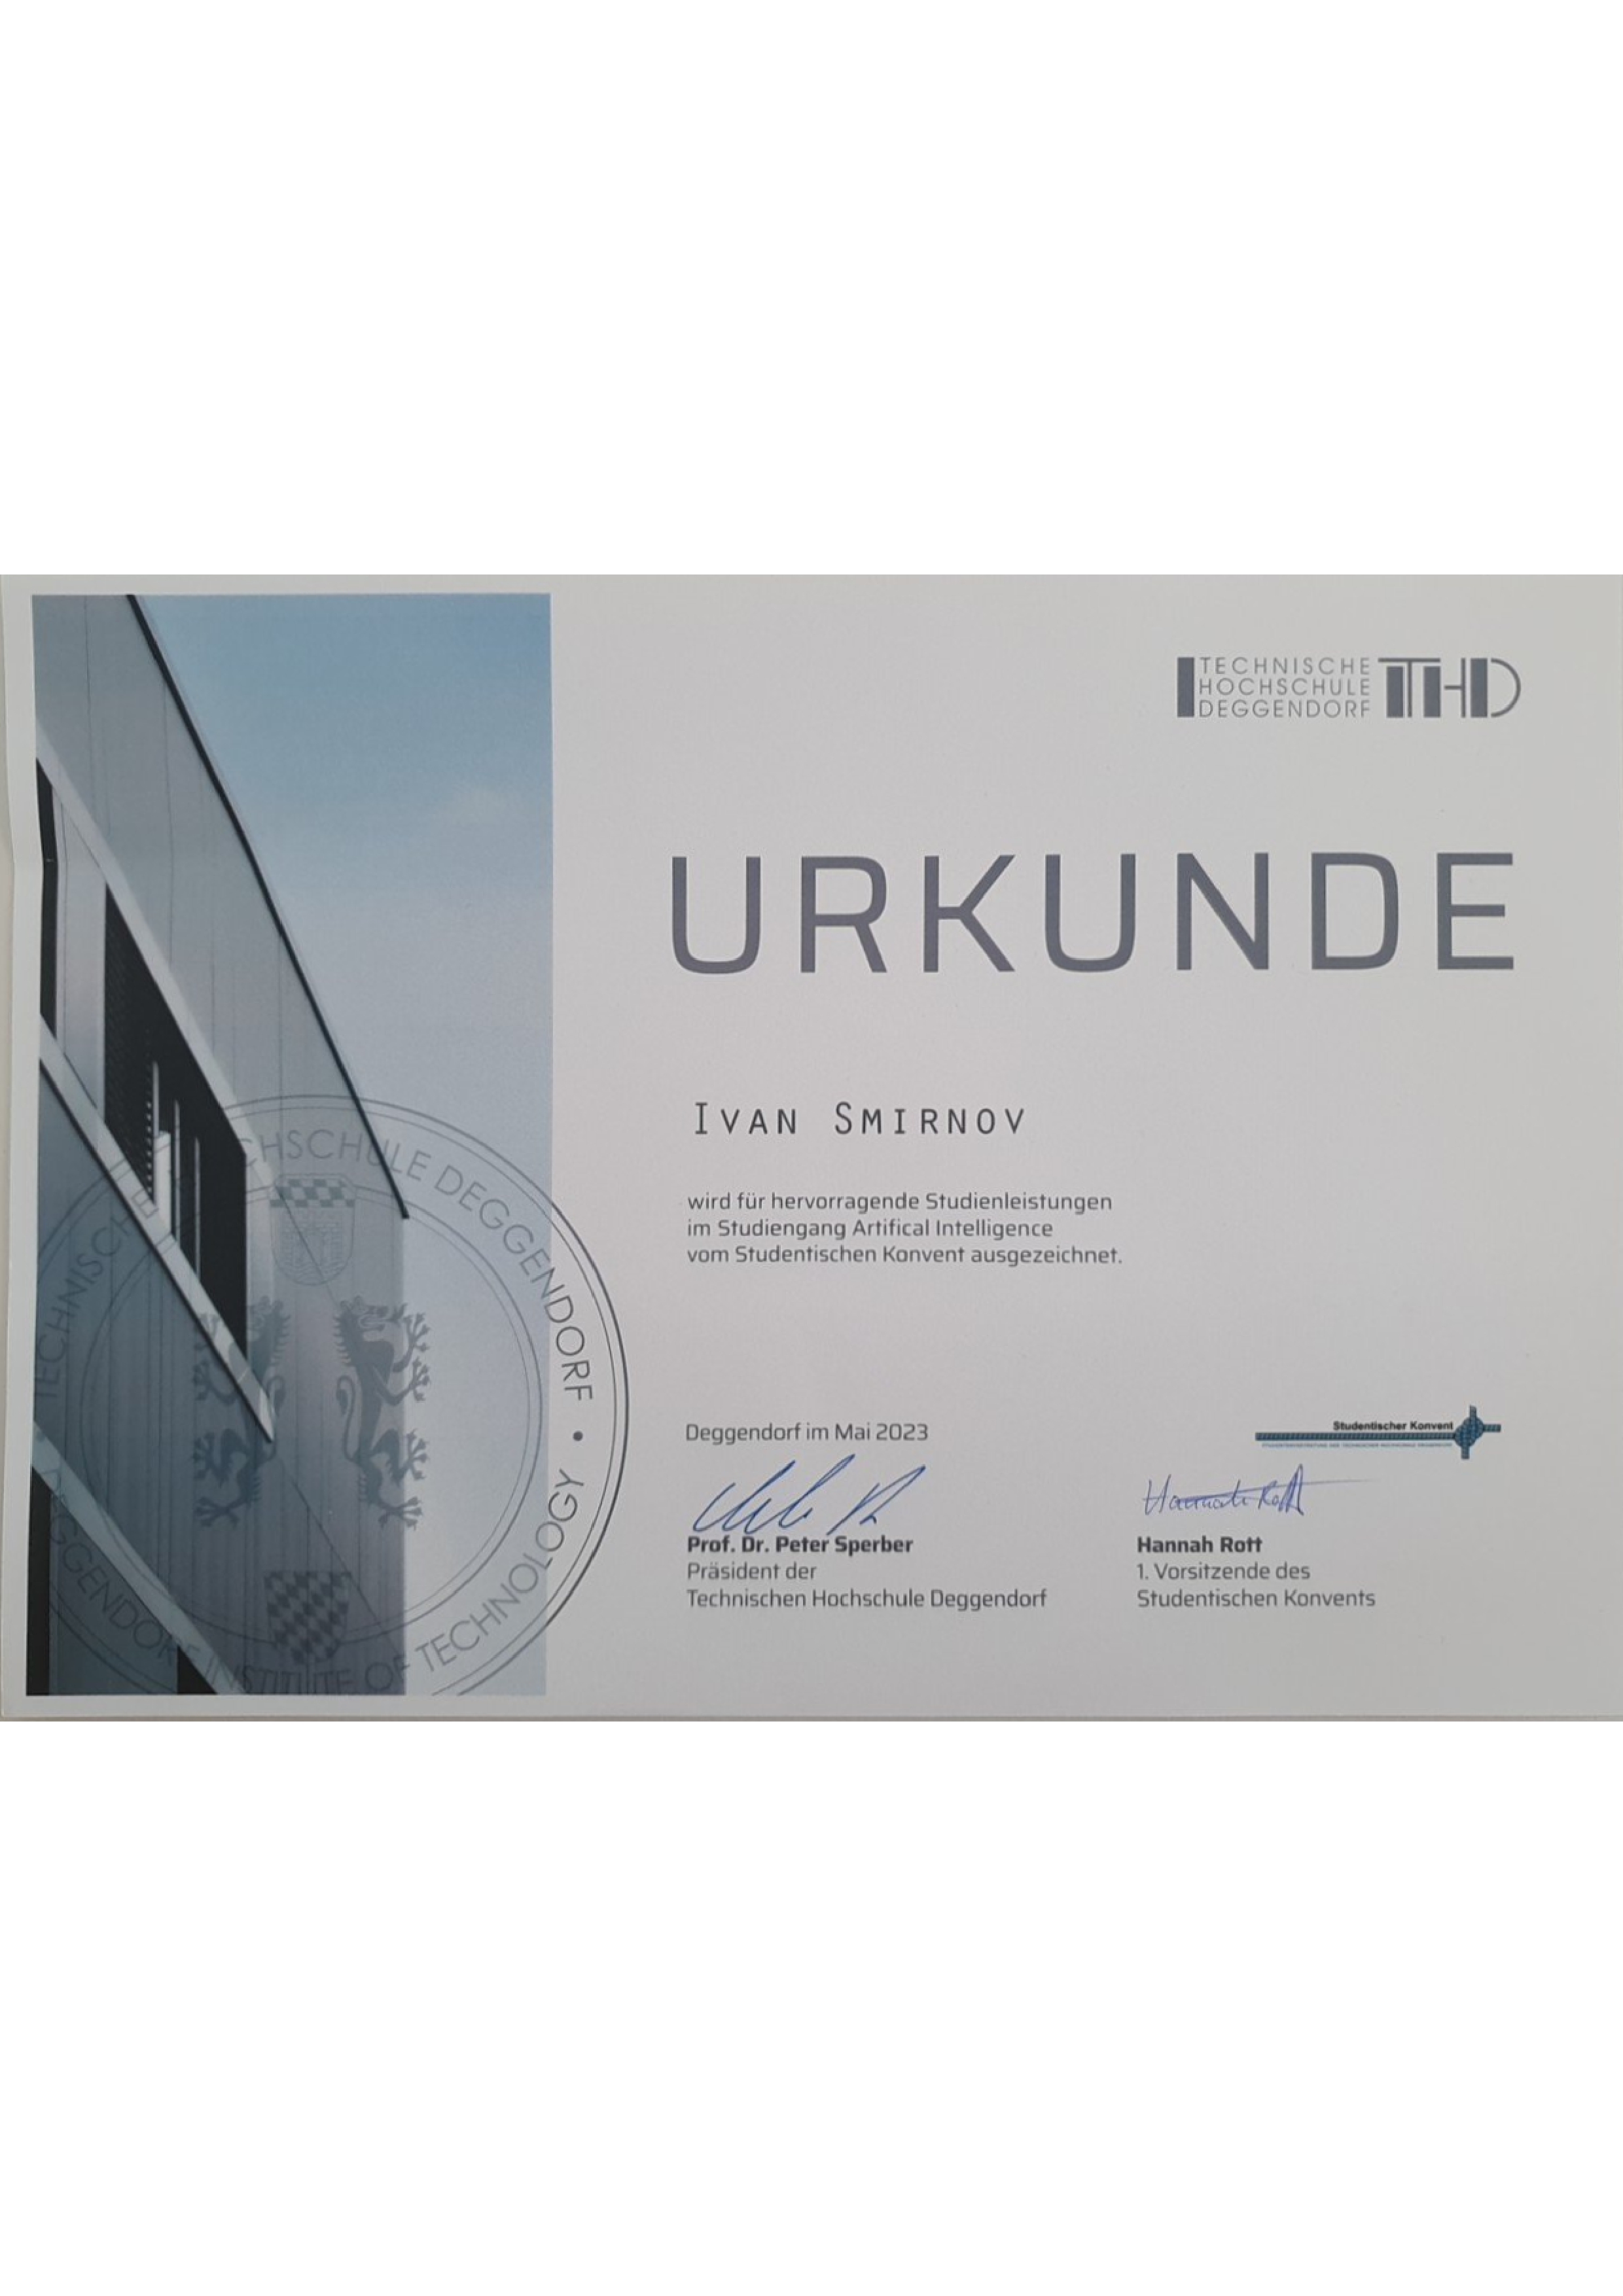 TECHNISCHE
HOCHSCHULE
DEGGENDORF
THD
URKUNDE
IVAN SMIRNOV
wird für hervorragende Studienleistungen
im Studiengang Artifical Intelligence
vom Studentischen Konvent ausgezeichnet.
TECHNISCHE HOCHSCHULE DEGGENDORF •
DEGGENDORF INSTITUTE OF TECHNOLOGY
Deggendorf im Mai 2023
Studentischer Konvent
Hannah Rott
Prof. Dr. Peter Sperber
Präsident der
Technischen Hochschule Deggendorf
Hannah Rott
1. Vorsitzende des
Studentischen Konvents